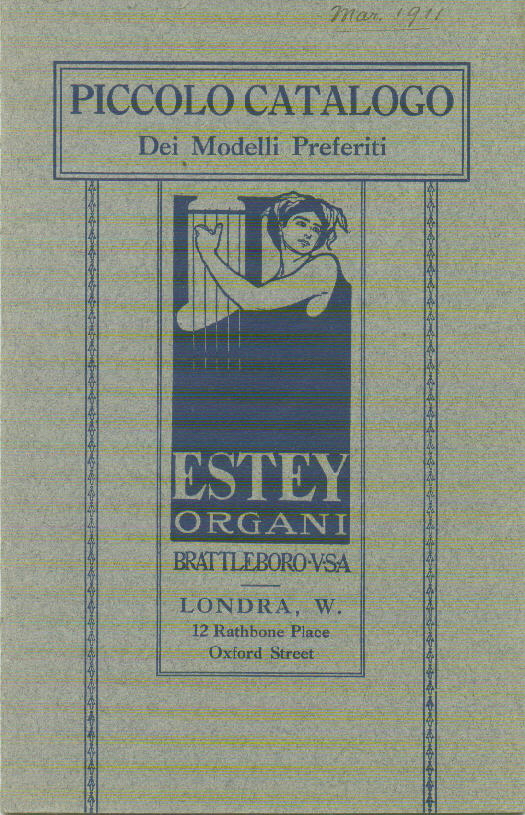 Mar. 1911
PICCOLO CATALOGO
Dei Modelli Preferiti
ESTEY
ORGANI
BRATTLEBORO·V·S·A
LONDRA, W.
12 Rathbone Place
Oxford Street